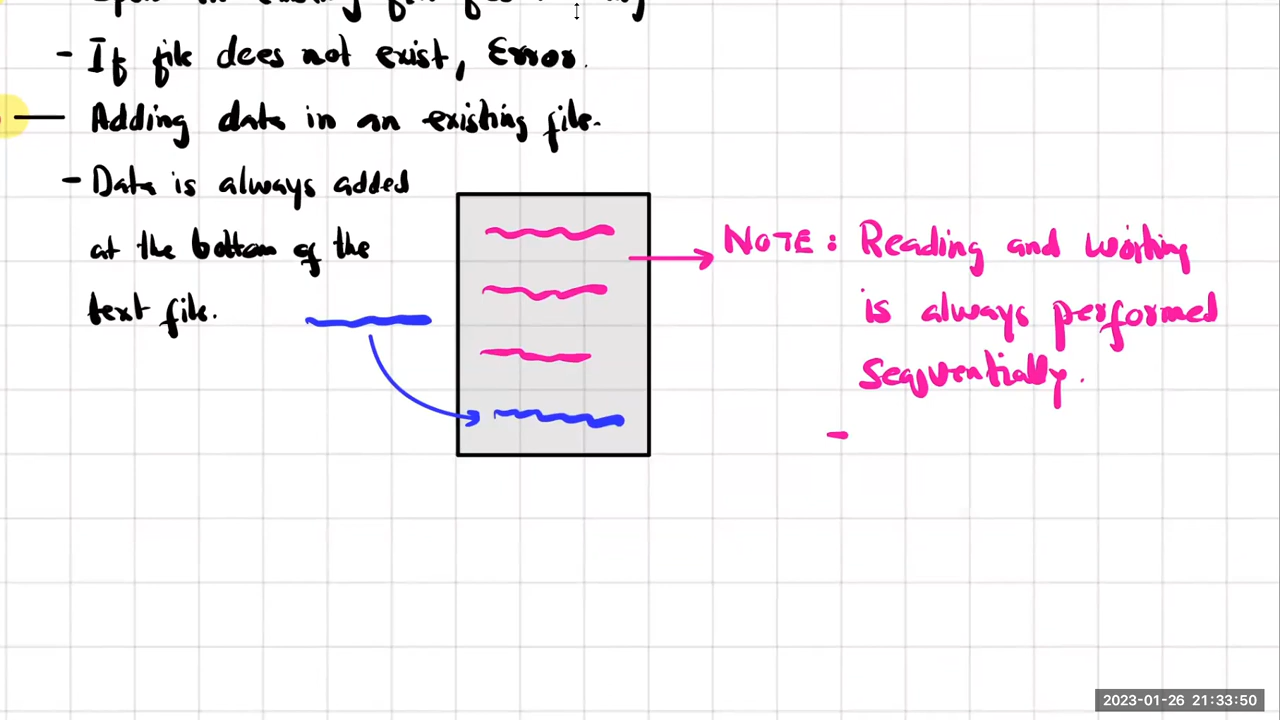 - If file does not exist, Error.
— Adding data in an existing file.
- Data is always added
at the bottom of the
text file.
NOTE: Reading and writing
is always performed
sequentially.
-
2023-01-26 21:33:50